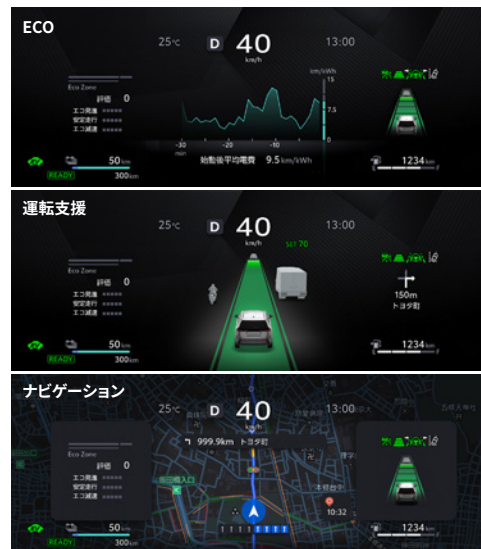 ECO
25℃ D 40 13:00
km/h
km/kWh
15
7.5
0
-30 -20 -10
min
始動後平均電費 9.5 km/kWh
Eco Zone
評価 0
エコ発進
安定走行
エコ減速
50 km
READY 300 km
1234 km
E F
運転支援
25℃ D 40 13:00
km/h
SET 70
Eco Zone
評価 0
エコ発進
安定走行
エコ減速
150m
トヨタ町
50 km
READY 300 km
1234 km
E F
ナビゲーション
25℃ D 40 13:00
km/h
999.9km トヨタ町
Eco Zone
評価 0
エコ発進
安定走行
エコ減速
飯田橋入口
10:32
50 km
READY 300 km
1234 km
E F